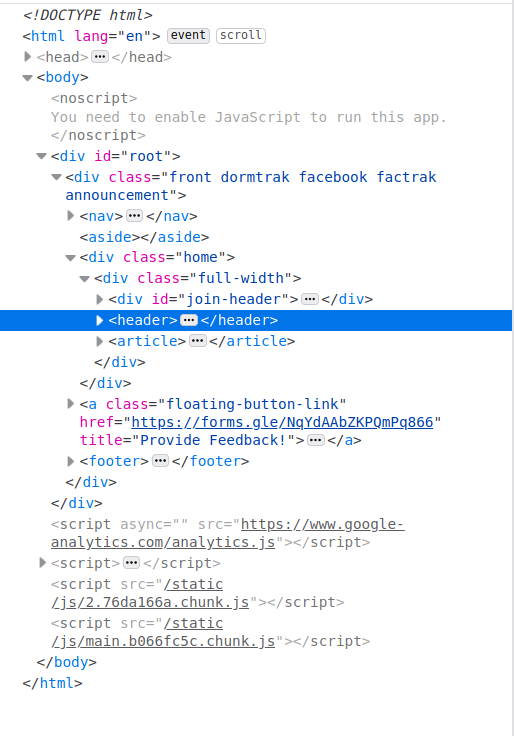 <!DOCTYPE html>
<html lang="en"> event scroll
<head> ••• </head>
<body>
<noscript>
You need to enable JavaScript to run this app.
</noscript>
<div id="root">
<div class="front dormtrak facebook factrak
announcement">
<nav> ••• </nav>
<aside></aside>
<div class="home">
<div class="full-width">
<div id="join-header"> ••• </div>
<header> ••• </header>
<article> ••• </article>
</div>
</div>
<a class="floating-button-link"
href="https://forms.gle/NqYdAAbZKPQmPq866"
title="Provide Feedback!"> ••• </a>
<footer> ••• </footer>
</div>
</div>
<script async="" src="https://www.google-
analytics.com/analytics.js"></script>
<script> ••• </script>
<script src="/static
/js/2.76da166a.chunk.js"></script>
<script src="/static
/js/main.b066fc5c.chunk.js"></script>
</body>
</html>